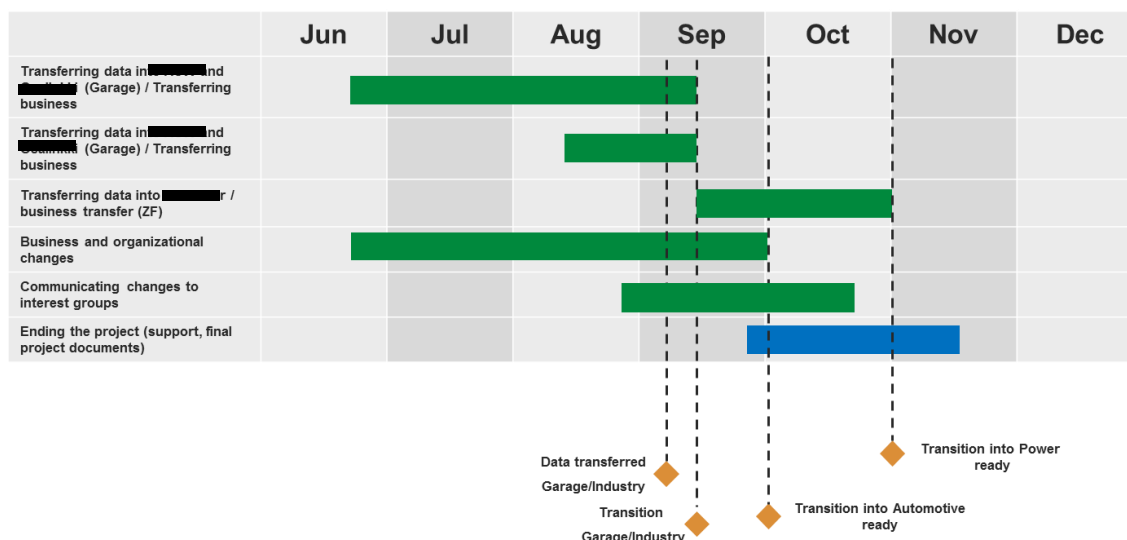 Jun Jul Aug Sep Oct Nov Dec
Transferring data into and
(Garage) / Transferring
business
Transferring data in and
(Garage) / Transferring
business
Transferring data into r /
business transfer (ZF)
Business and organizational
changes
Communicating changes to
interest groups
Ending the project (support, final
project documents)
Transition into Power
ready
Data transferred
Garage/Industry
Transition into Automotive
ready
Transition
Garage/Industry